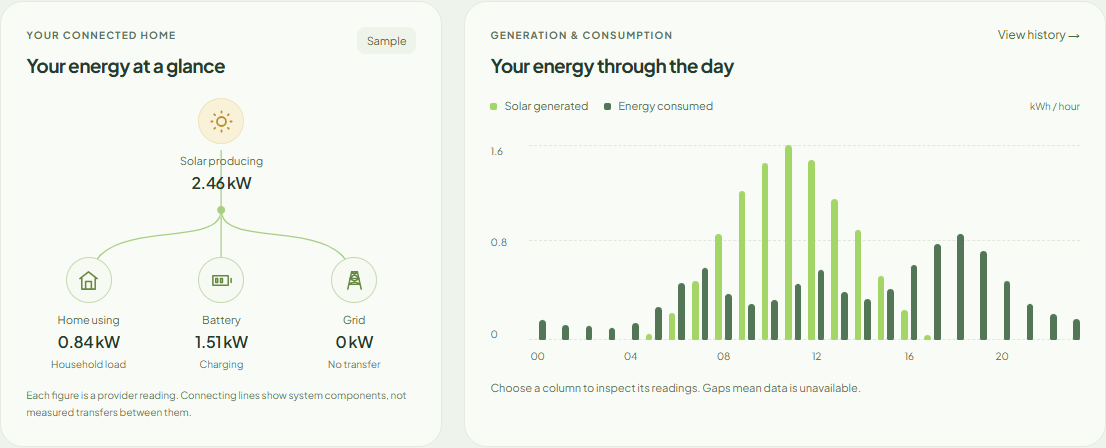 YOUR CONNECTED HOME
Sample
Your energy at a glance
Solar producing
2.46 kW
Home using
0.84 kW
Household load
Battery
1.51 kW
Charging
Grid
0 kW
No transfer
Each figure is a provider reading. Connecting lines show system components, not
measured transfers between them.
GENERATION & CONSUMPTION
View history →
Your energy through the day
Solar generated
Energy consumed
kWh / hour
1.6
0.8
0
00
04
08
12
16
20
Choose a column to inspect its readings. Gaps mean data is unavailable.